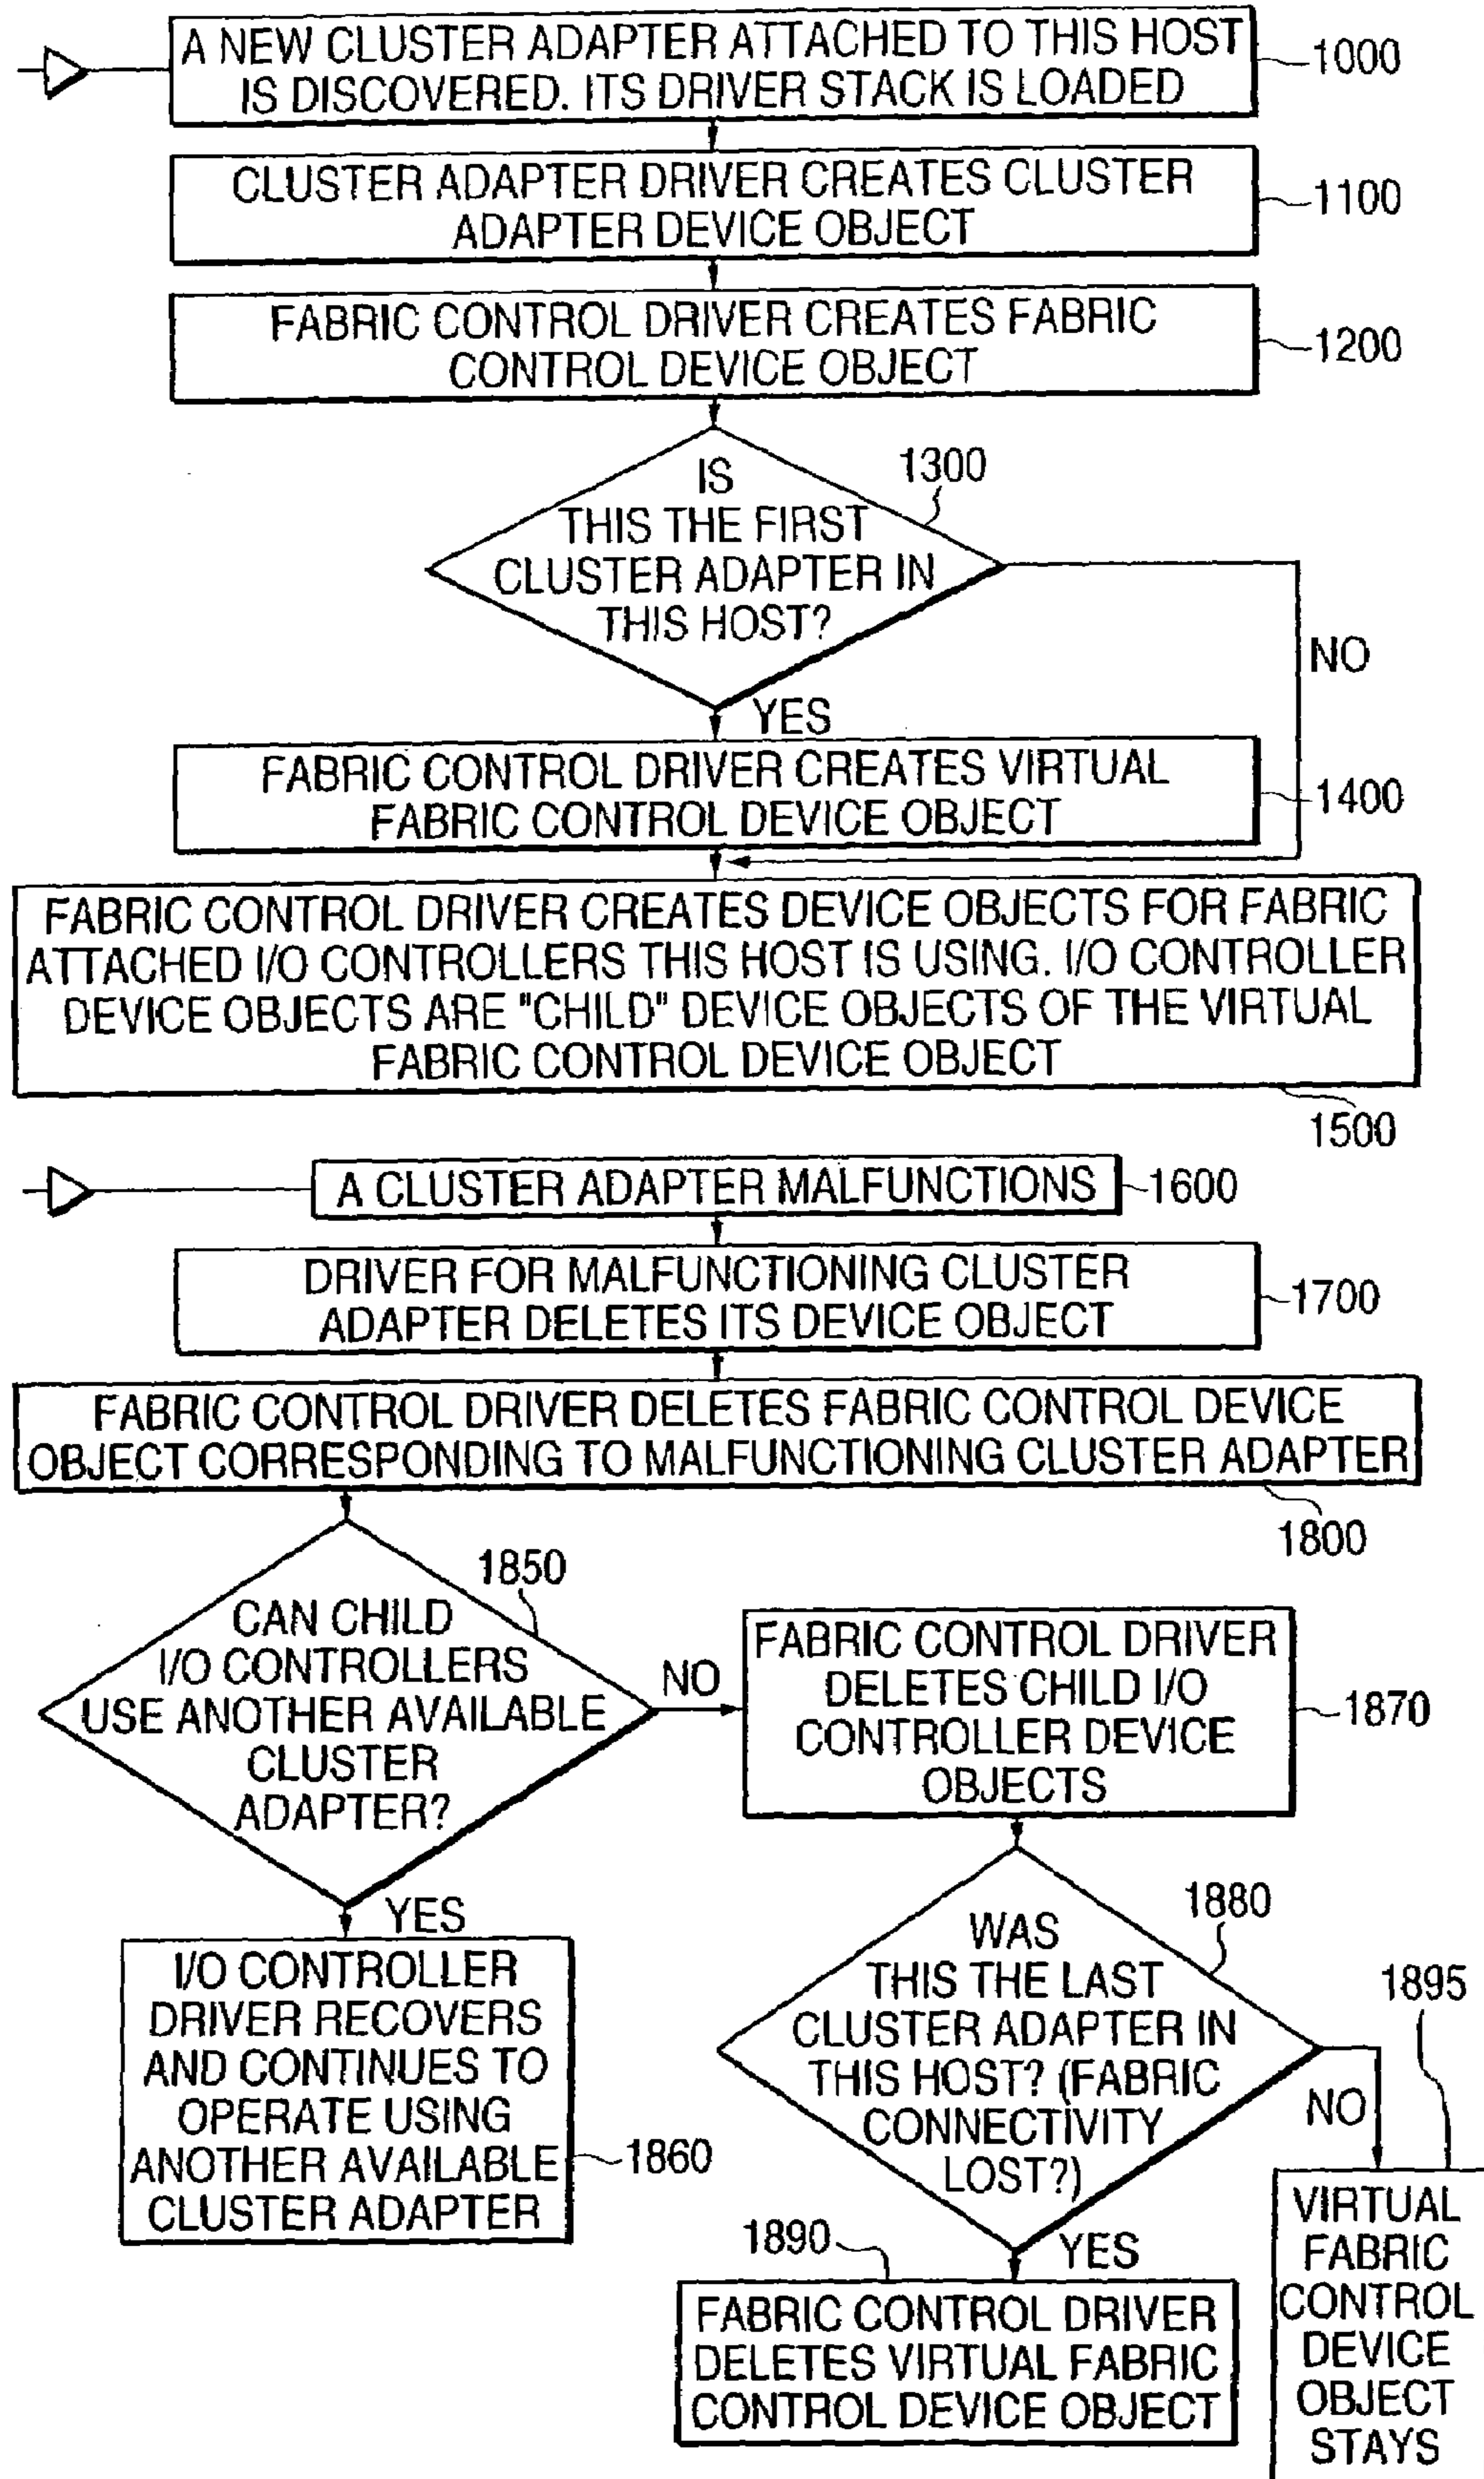 A NEW CLUSTER ADAPTER ATTACHED TO THIS HOST
IS DISCOVERED. ITS DRIVER STACK IS LOADED
1000
CLUSTER ADAPTER DRIVER CREATES CLUSTER
ADAPTER DEVICE OBJECT
1100
FABRIC CONTROL DRIVER CREATES FABRIC
CONTROL DEVICE OBJECT
1200
IS
THIS THE FIRST
CLUSTER ADAPTER IN
THIS HOST?
1300
NO
YES
FABRIC CONTROL DRIVER CREATES VIRTUAL
FABRIC CONTROL DEVICE OBJECT
1400
FABRIC CONTROL DRIVER CREATES DEVICE OBJECTS FOR FABRIC
ATTACHED I/O CONTROLLERS THIS HOST IS USING. I/O CONTROLLER
DEVICE OBJECTS ARE "CHILD" DEVICE OBJECTS OF THE VIRTUAL
FABRIC CONTROL DEVICE OBJECT
1500
A CLUSTER ADAPTER MALFUNCTIONS
1600
DRIVER FOR MALFUNCTIONING CLUSTER
ADAPTER DELETES ITS DEVICE OBJECT
1700
FABRIC CONTROL DRIVER DELETES FABRIC CONTROL DEVICE
OBJECT CORRESPONDING TO MALFUNCTIONING CLUSTER ADAPTER
1800
1850
CAN CHILD
I/O CONTROLLERS
USE ANOTHER AVAILABLE
CLUSTER
ADAPTER?
NO
FABRIC CONTROL DRIVER
DELETES CHILD I/O
CONTROLLER DEVICE
OBJECTS
1870
YES
I/O CONTROLLER
DRIVER RECOVERS
AND CONTINUES TO
OPERATE USING
ANOTHER AVAILABLE
CLUSTER ADAPTER
1860
1880
WAS
THIS THE LAST
CLUSTER ADAPTER IN
THIS HOST? (FABRIC
CONNECTIVITY
LOST?)
NO
1895
YES
1890
FABRIC CONTROL DRIVER
DELETES VIRTUAL FABRIC
CONTROL DEVICE OBJECT
VIRTUAL
FABRIC
CONTROL
DEVICE
OBJECT
STAYS